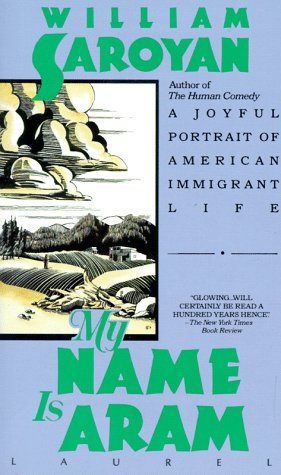 WILLIAM
SAROYAN
Author of
The Human Comedy
A JOYFUL
PORTRAIT OF
AMERICAN
IMMIGRANT
LIFE
"GLOWING...WILL
CERTAINLY BE READ A
HUNDRED YEARS HENCE."
—The New York Times
Book Review
My
NAME
Is
ARAM
LAUREL